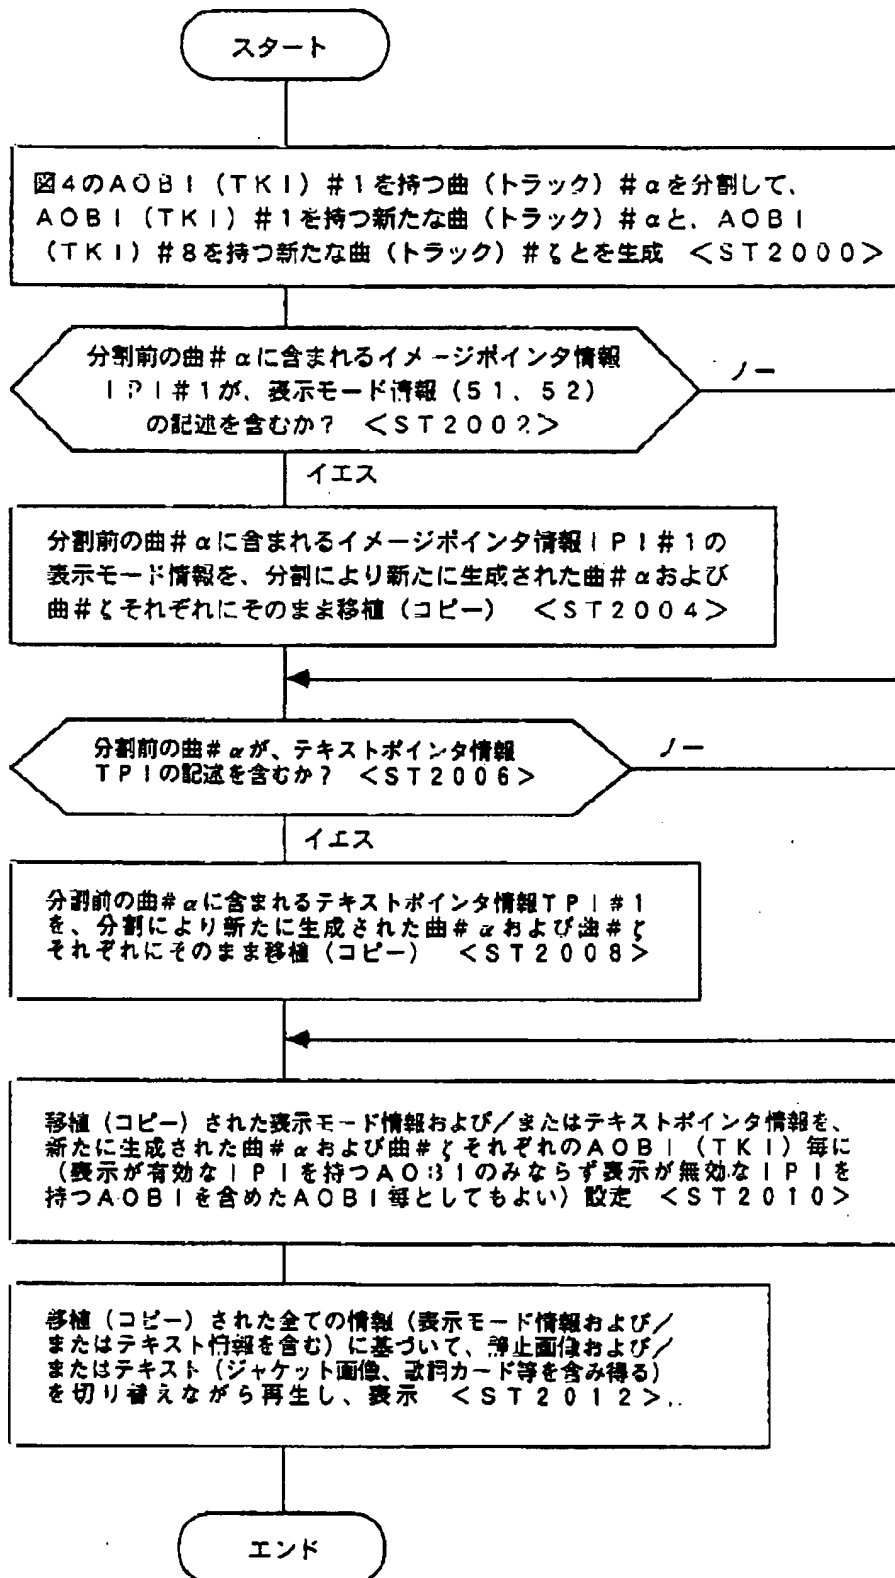 スタート
図4のAOBI(TKI)#1を持つ曲(トラック)#αを分割して、
AOBI(TKI)#1を持つ新たな曲(トラック)#αと、AOBI
(TKI)#8を持つ新たな曲(トラック)#ζとを生成 <ST2000>
分割前の曲#αに含まれるイメージポインタ情報
IPI#1が、表示モード情報(51、52)
の記述を含むか? <ST2002>
ノー
イエス
分割前の曲#αに含まれるイメージポインタ情報IPI#1の
表示モード情報を、分割により新たに生成された曲#αおよび
曲#ζそれぞれにそのまま移植(コピー) <ST2004>
分割前の曲#αが、テキストポインタ情報
TPIの記述を含むか? <ST2006>
ノー
イエス
分割前の曲#αに含まれるテキストポインタ情報TPI#1
を、分割により新たに生成された曲#αおよび曲#ζ
それぞれにそのまま移植(コピー) <ST2008>
移植(コピー)された表示モード情報および/またはテキストポインタ情報を、
新たに生成された曲#αおよび曲#ζそれぞれのAOBI(TKI)毎に
(表示が有効なIPIを持つAOBIのみならず表示が無効なIPIを
持つAOBIを含めたAOBI毎としてもよい)設定 <ST2010>
移植(コピー)された全ての情報(表示モード情報および/
またはテキスト情報を含む)に基づいて、静止画像および/
またはテキスト(ジャケット画像、歌詞カード等を含み得る)
を切り替えながら再生し、表示 <ST2012>
エンド